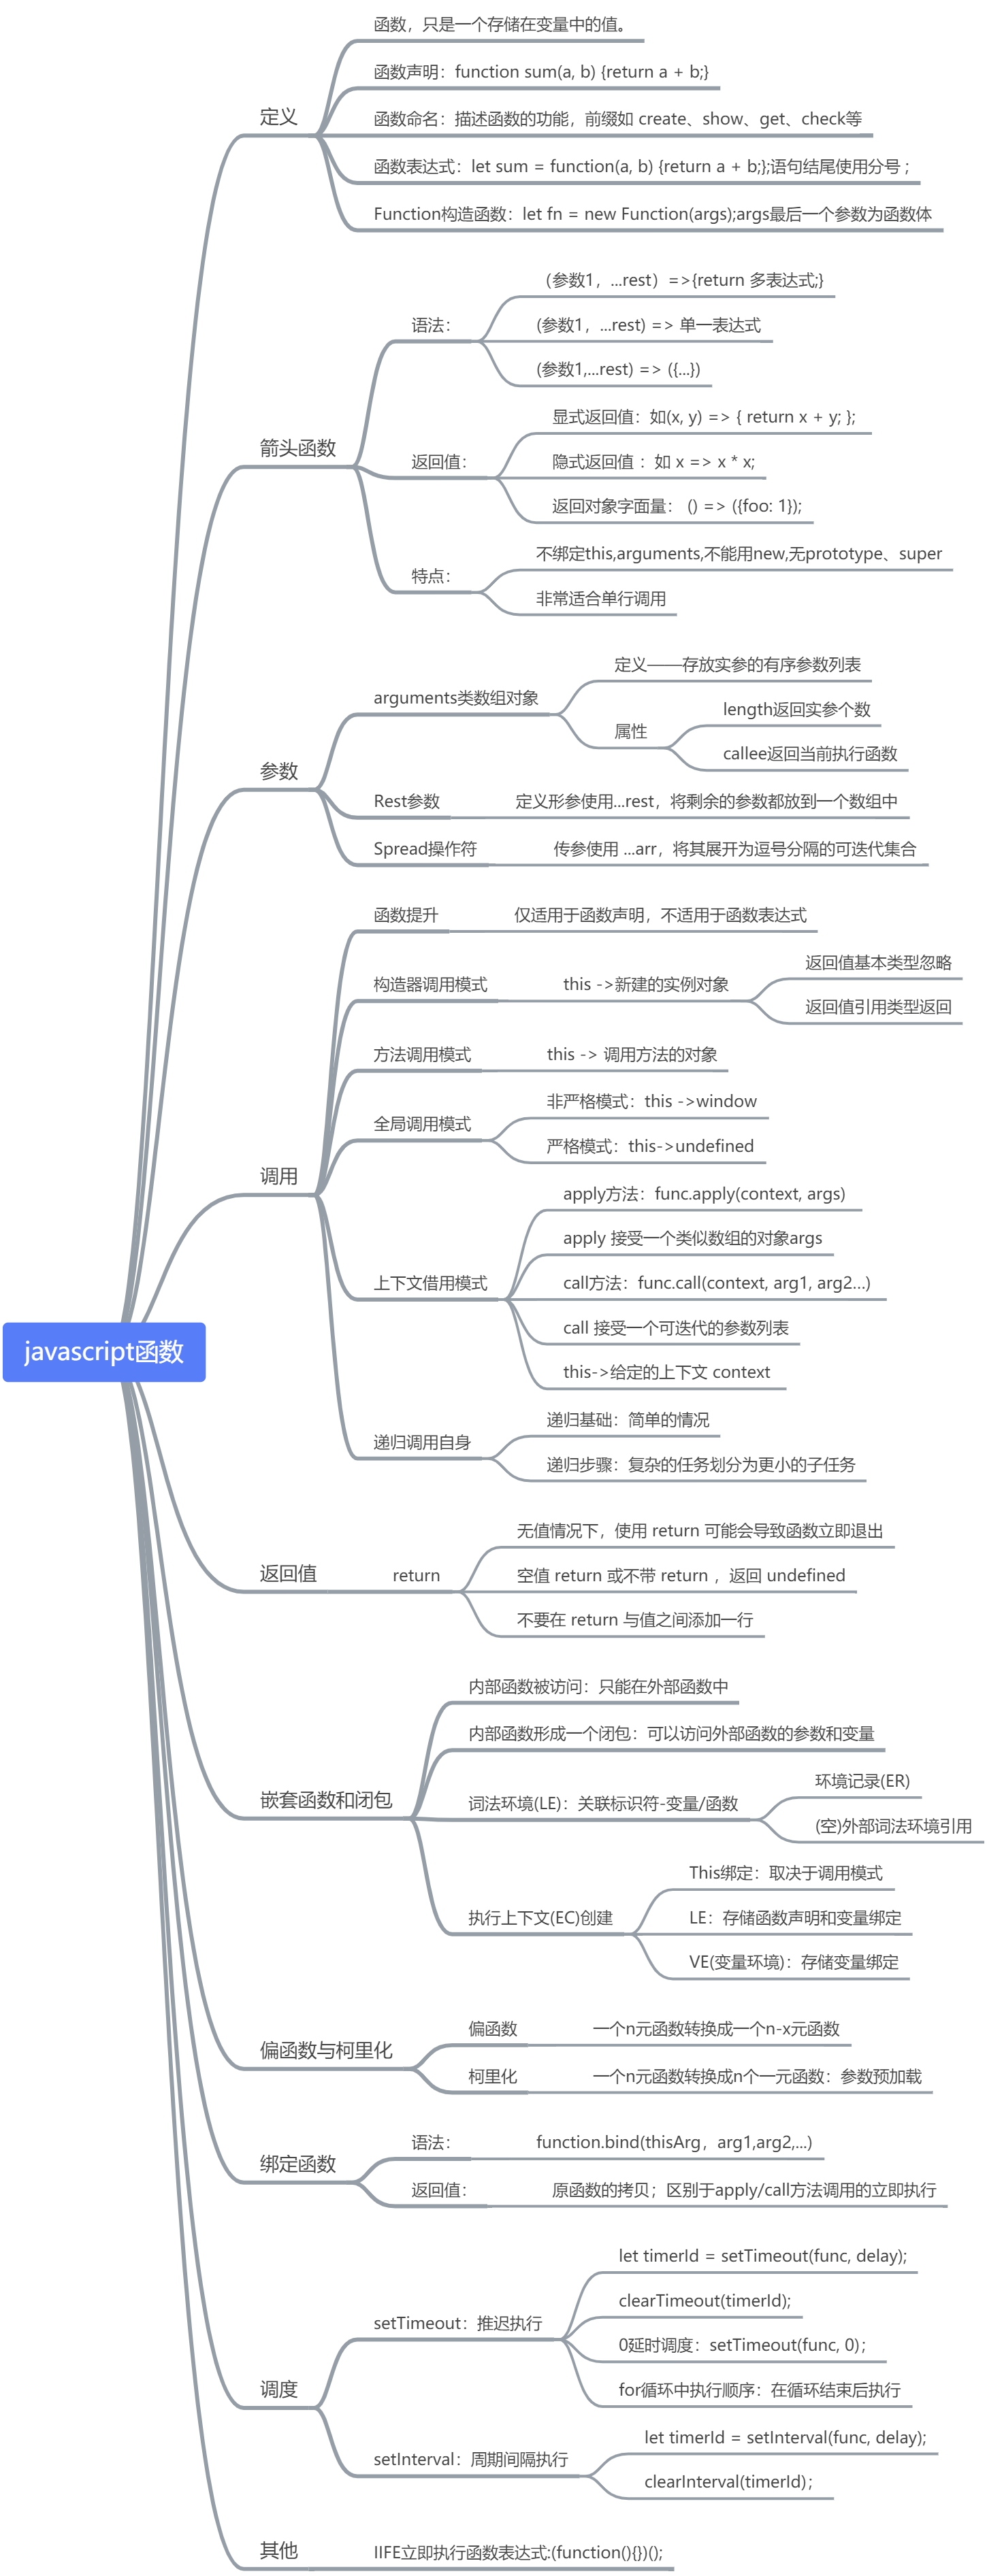 javascript函数
定义
函数，只是一个存储在变量中的值。
函数声明：function sum(a, b) {return a + b;}
函数命名：描述函数的功能，前缀如 create、show、get、check等
函数表达式：let sum = function(a, b) {return a + b;};语句结尾使用分号 ;
Function构造函数：let fn = new Function(args);args最后一个参数为函数体
箭头函数
语法：
（参数1，...rest）=>{return 多表达式;}
(参数1，...rest) => 单一表达式
(参数1,...rest) => ({...})
返回值：
显式返回值：如(x, y) => { return x + y; };
隐式返回值 ：如 x => x * x;
返回对象字面量： () => ({foo: 1});
特点：
不绑定this,arguments,不能用new,无prototype、super
非常适合单行调用
参数
arguments类数组对象
定义——存放实参的有序参数列表
属性
length返回实参个数
callee返回当前执行函数
Rest参数
定义形参使用...rest，将剩余的参数都放到一个数组中
Spread操作符
传参使用 ...arr，将其展开为逗号分隔的可迭代集合
调用
函数提升
仅适用于函数声明，不适用于函数表达式
构造器调用模式
this ->新建的实例对象
返回值基本类型忽略
返回值引用类型返回
方法调用模式
this -> 调用方法的对象
全局调用模式
非严格模式：this ->window
严格模式：this->undefined
上下文借用模式
apply方法：func.apply(context, args)
apply 接受一个类似数组的对象args
call方法：func.call(context, arg1, arg2…)
call 接受一个可迭代的参数列表
this->给定的上下文 context
递归调用自身
递归基础：简单的情况
递归步骤：复杂的任务划分为更小的子任务
返回值
return
无值情况下，使用 return 可能会导致函数立即退出
空值 return 或不带 return ，返回 undefined
不要在 return 与值之间添加一行
嵌套函数和闭包
内部函数被访问：只能在外部函数中
内部函数形成一个闭包：可以访问外部函数的参数和变量
词法环境(LE)：关联标识符-变量/函数
环境记录(ER)
(空)外部词法环境引用
执行上下文(EC)创建
This绑定：取决于调用模式
LE：存储函数声明和变量绑定
VE(变量环境)：存储变量绑定
偏函数与柯里化
偏函数
一个n元函数转换成一个n-x元函数
柯里化
一个n元函数转换成n个一元函数：参数预加载
绑定函数
语法：
function.bind(thisArg，arg1,arg2,...)
返回值：
原函数的拷贝；区别于apply/call方法调用的立即执行
调度
setTimeout：推迟执行
let timerId = setTimeout(func, delay);
clearTimeout(timerId);
0延时调度：setTimeout(func, 0)；
for循环中执行顺序：在循环结束后执行
setInterval：周期间隔执行
let timerId = setInterval(func, delay);
clearInterval(timerId)；
其他
IIFE立即执行函数表达式:(function(){})();